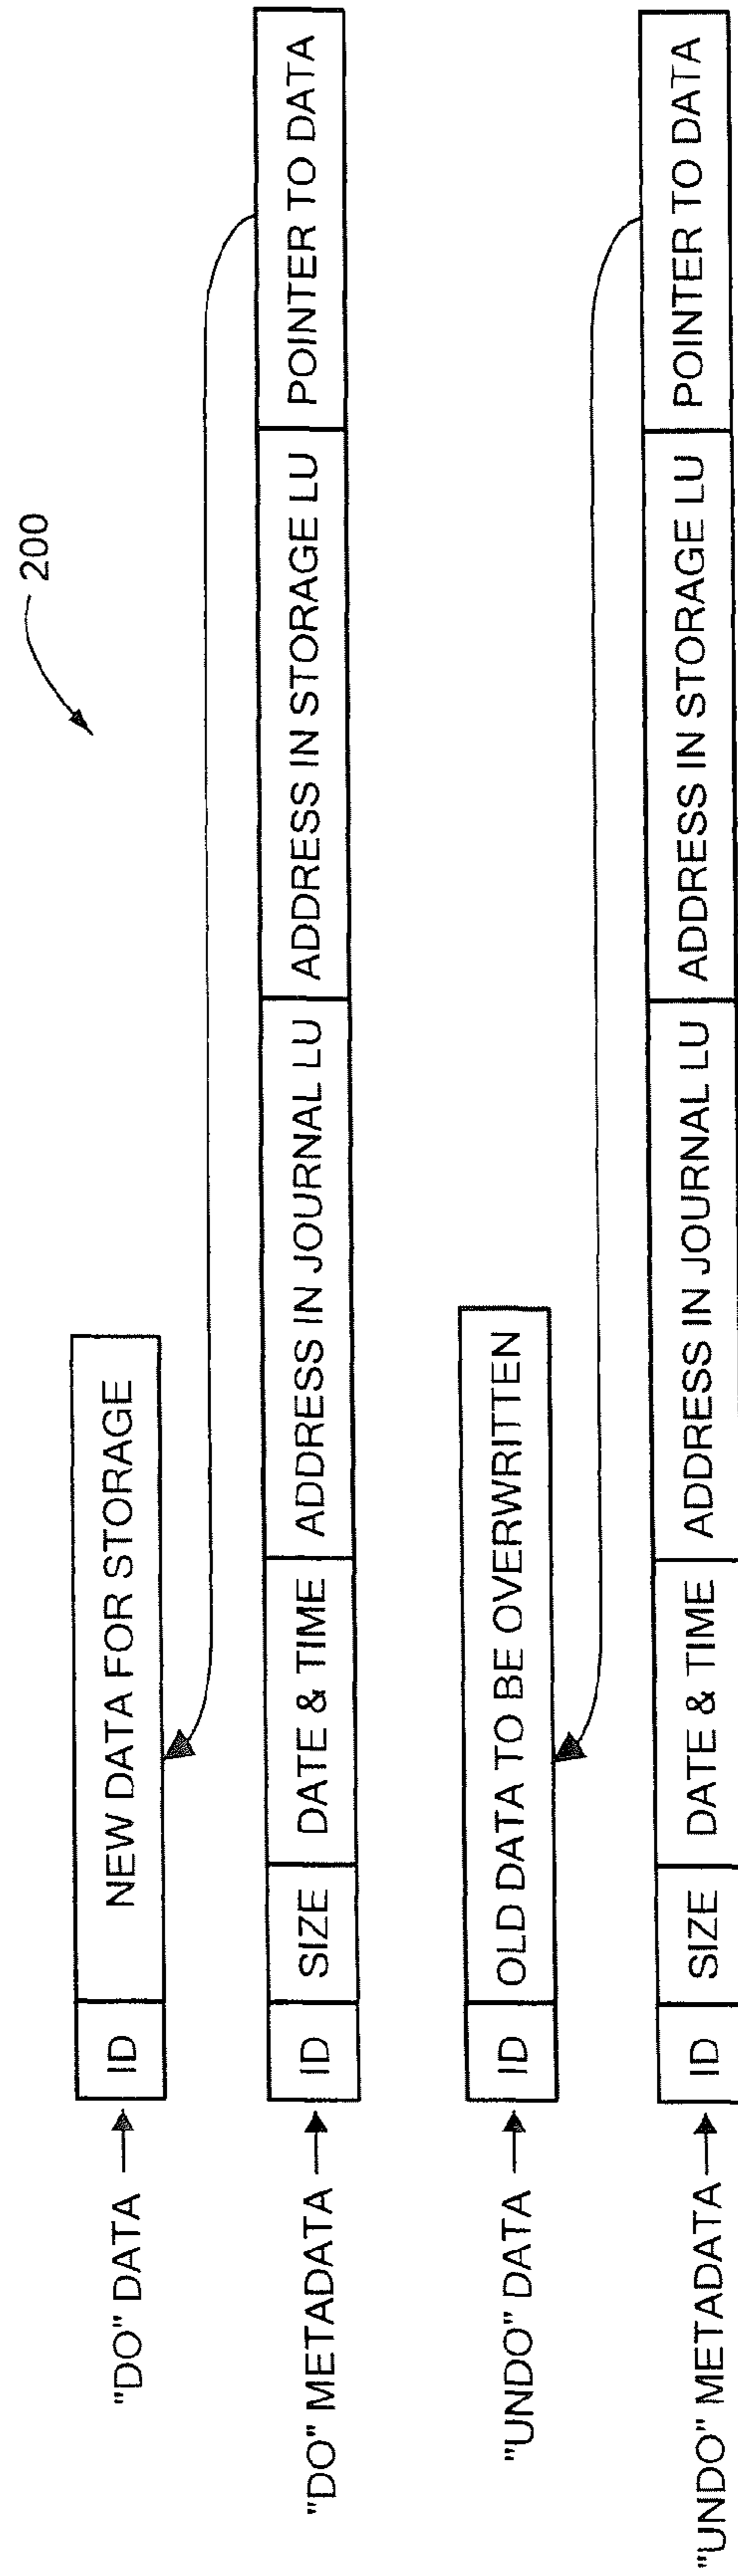 200
"DO" DATA → ID NEW DATA FOR STORAGE
"DO" METADATA → ID SIZE DATE & TIME ADDRESS IN JOURNAL LU ADDRESS IN STORAGE LU POINTER TO DATA
"UNDO" DATA → ID OLD DATA TO BE OVERWRITTEN
"UNDO" METADATA → ID SIZE DATE & TIME ADDRESS IN JOURNAL LU ADDRESS IN STORAGE LU POINTER TO DATA